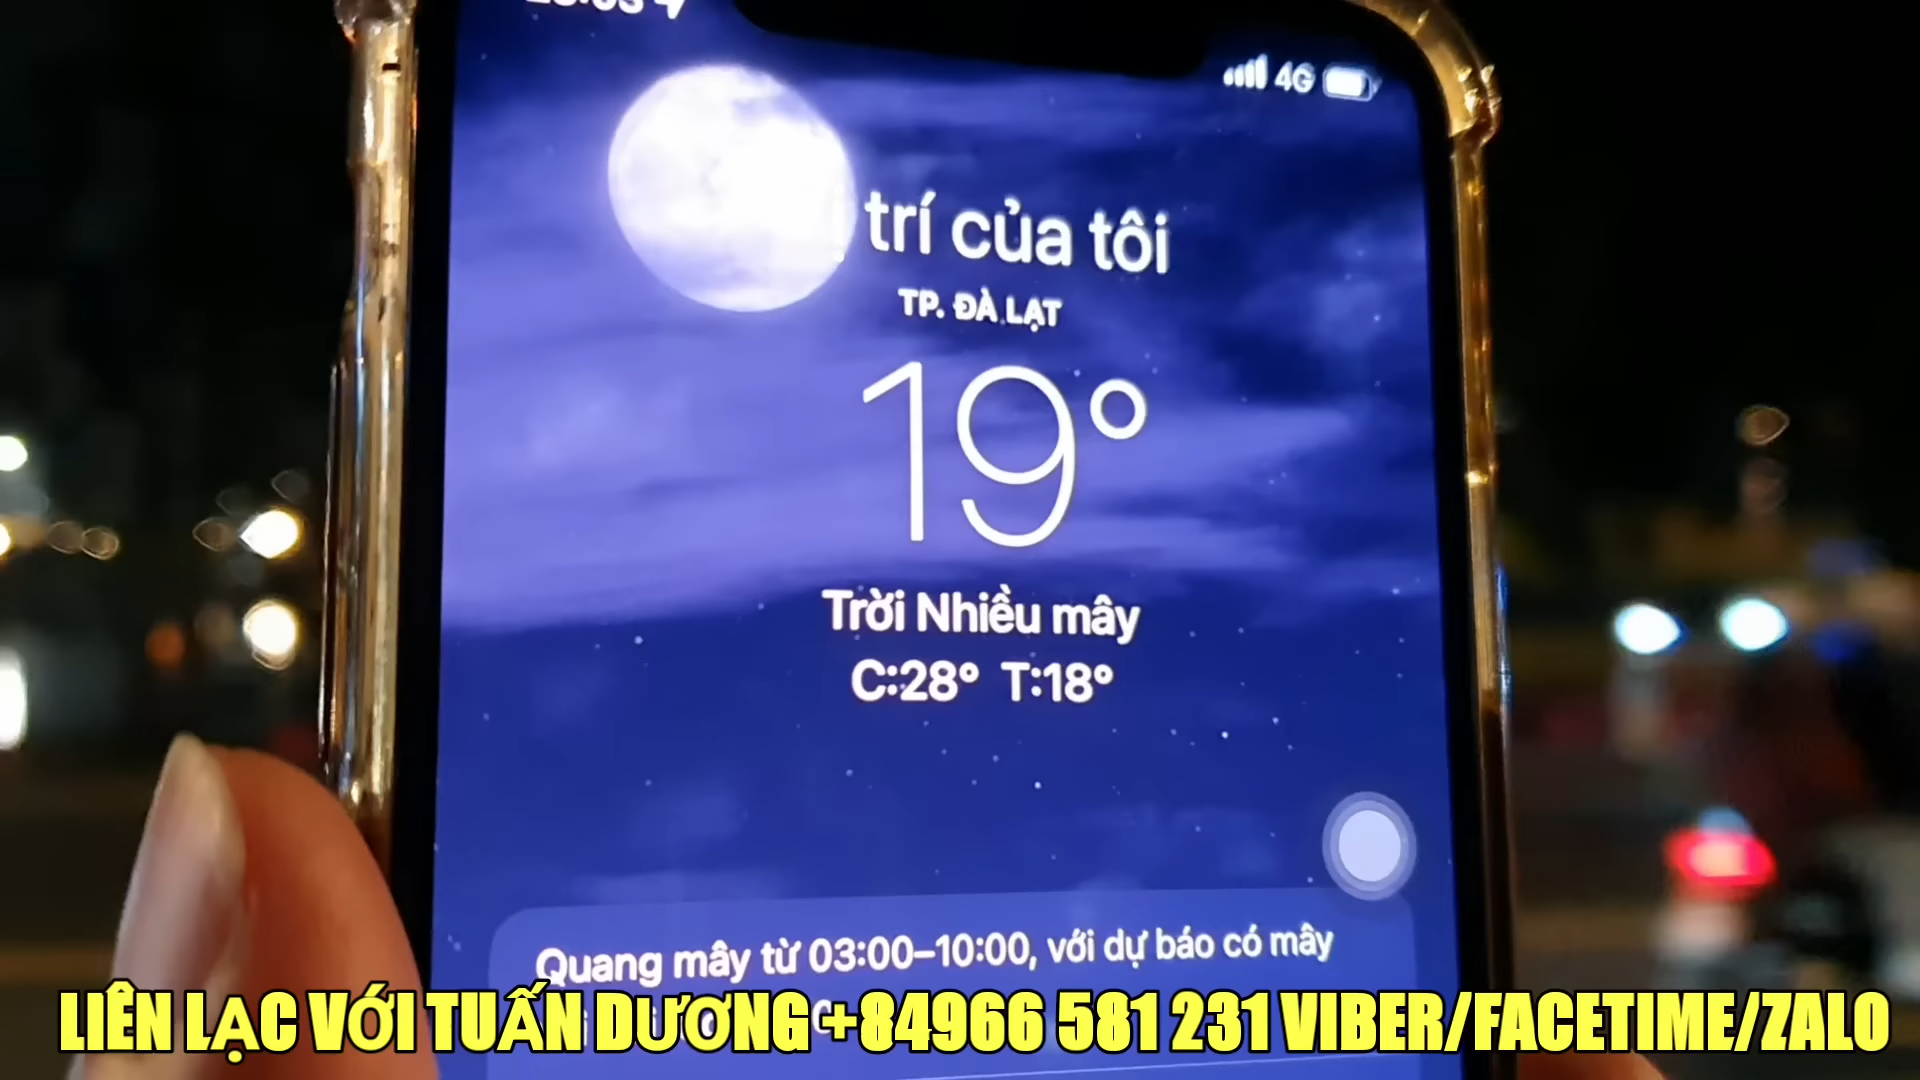 4G
trí của tôi
TP. ĐÀ LẠT
19°
Trời Nhiều mây
C:28° T:18°
Quang mây từ 03:00–10:00, với dự báo có mây
LIÊN LẠC VỚI TUẤN DƯƠNG +84966 581 231 VIBER/FACETIME/ZALO